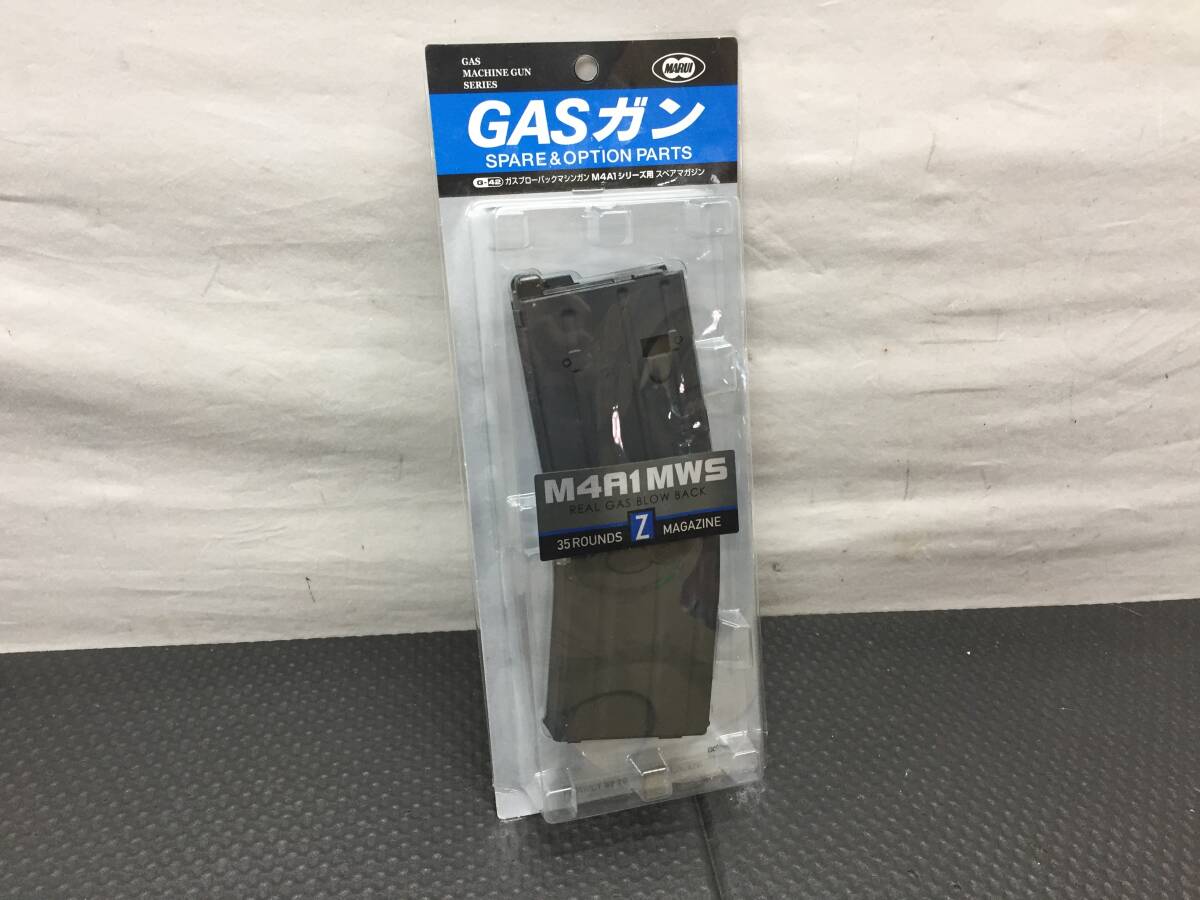 GAS
MACHINE GUN
SERIES
MARUI
GASガン
SPARE & OPTION PARTS
G-42 ガスブローバックマシンガン M4A1シリーズ用 スペアマガジン
M4A1 MWS
REAL GAS BLOW BACK
35 ROUNDS Z MAGAZINE